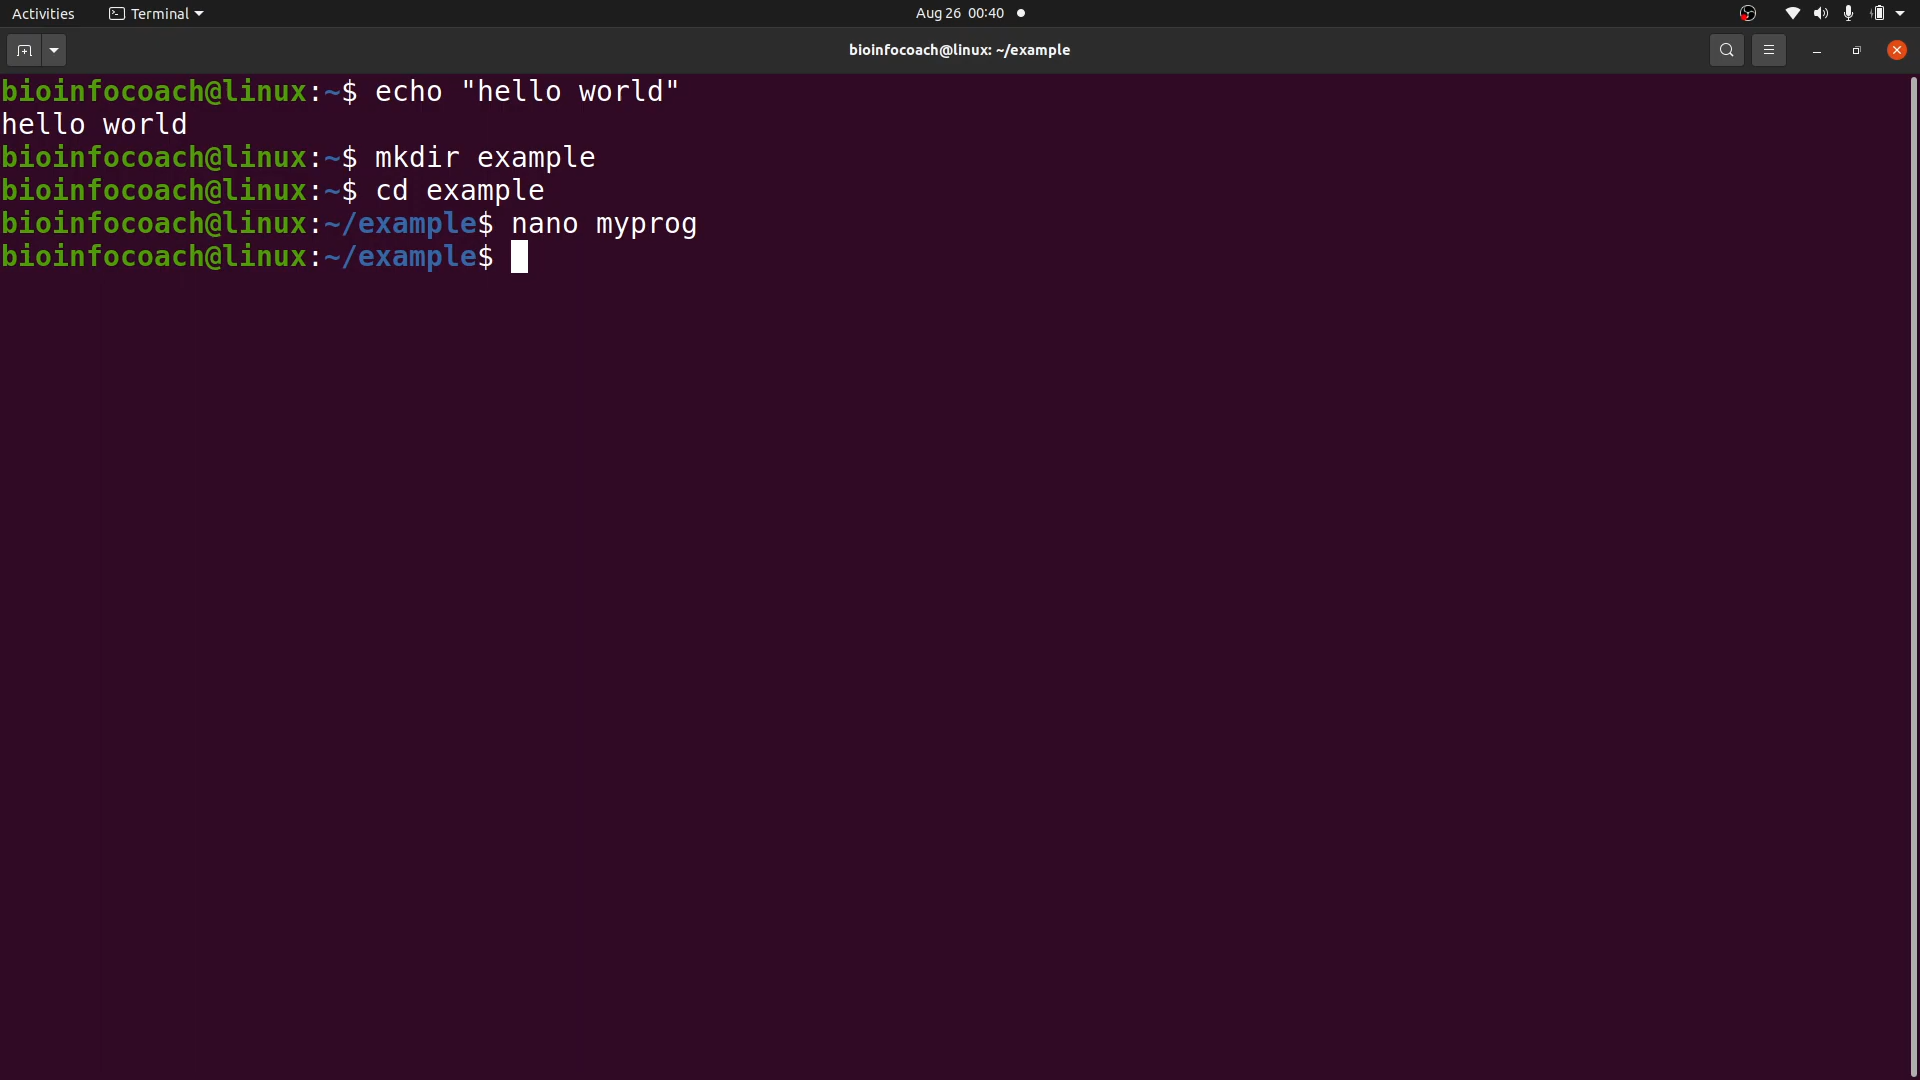 Activities Terminal Aug 26 00:40
bioinfocoach@linux: ~/example
bioinfocoach@linux:~$ echo "hello world"
hello world
bioinfocoach@linux:~$ mkdir example
bioinfocoach@linux:~$ cd example
bioinfocoach@linux:~/example$ nano myprog
bioinfocoach@linux:~/example$